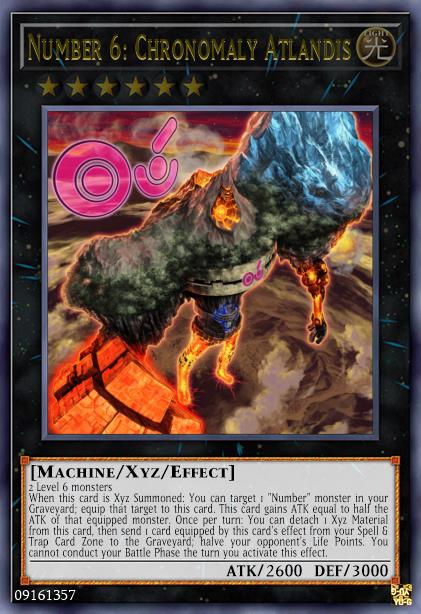 NUMBER 6: CHRONOMALY ATLANDIS
LIGHT
光
06
06
[MACHINE/XYZ/EFFECT]
2 Level 6 monsters
When this card is Xyz Summoned: You can target 1 "Number" monster in your
Graveyard; equip that target to this card. This card gains ATK equal to half the
ATK of that equipped monster. Once per turn: You can detach 1 Xyz Material
from this card, then send 1 card equipped by this card's effect from your Spell &
Trap Card Zone to the Graveyard; halve your opponent's Life Points. You
cannot conduct your Battle Phase the turn you activate this effect.
ATK/2600 DEF/3000
09161357